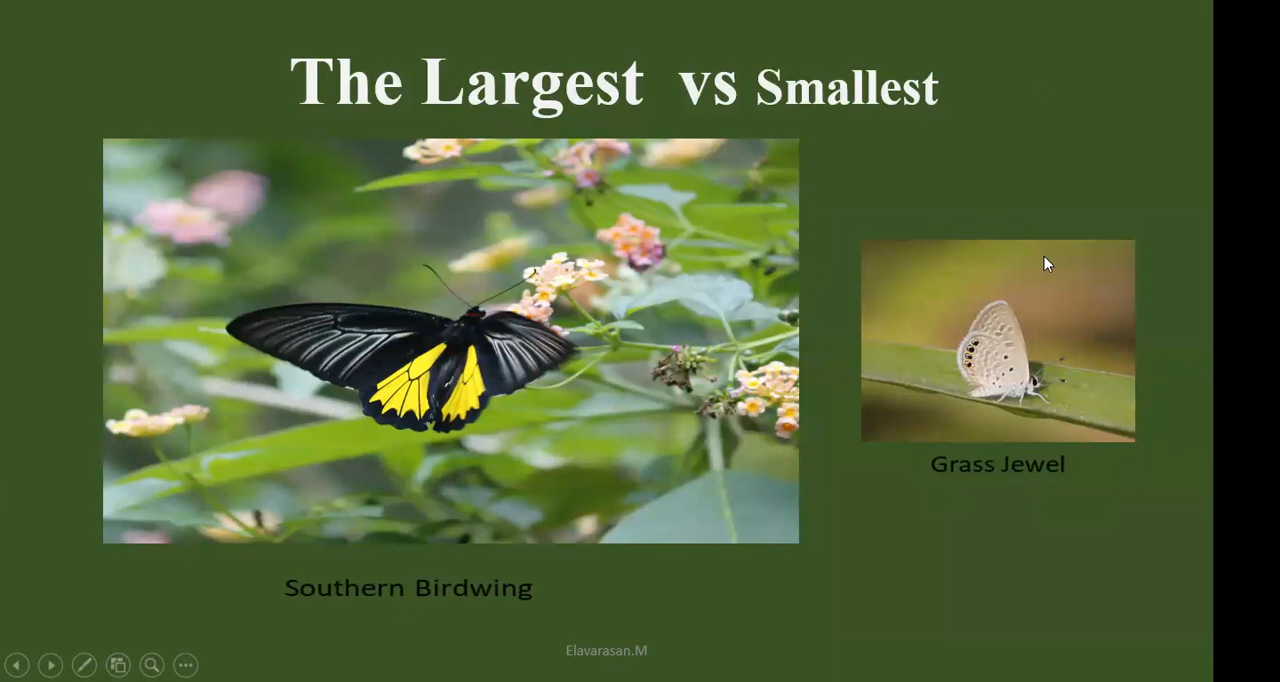 The Largest vs Smallest
Grass Jewel
Southern Birdwing
Elavarasan.M